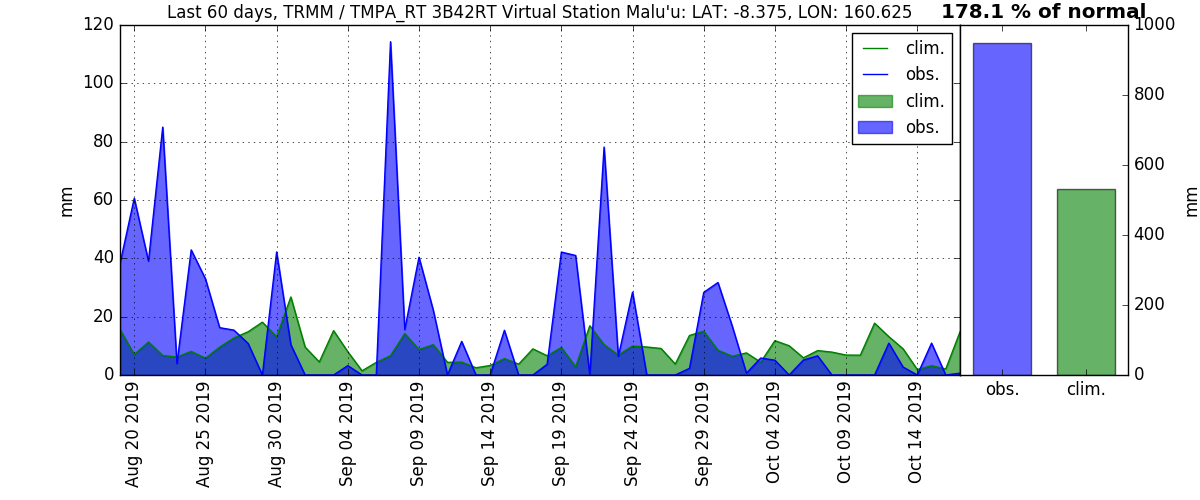 Last 60 days, TRMM / TMPA_RT 3B42RT Virtual Station Malu'u: LAT: -8.375, LON: 160.625
178.1 % of normal
120
100
80
60
40
20
0
mm
clim.
obs.
clim.
obs.
1000
800
600
400
200
0
mm
Aug 20 2019
Aug 25 2019
Aug 30 2019
Sep 04 2019
Sep 09 2019
Sep 14 2019
Sep 19 2019
Sep 24 2019
Sep 29 2019
Oct 04 2019
Oct 09 2019
Oct 14 2019
obs.
clim.